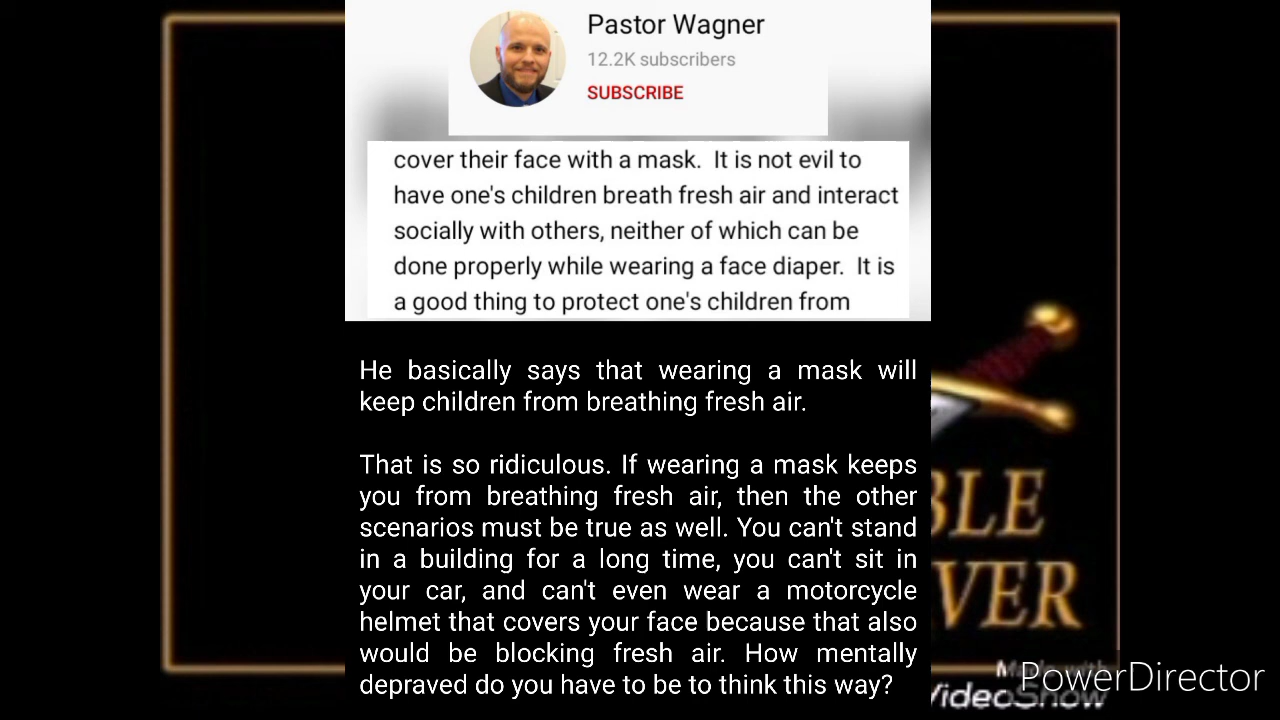 Pastor Wagner
12.2K subscribers
SUBSCRIBE
cover their face with a mask. It is not evil to
have one's children breath fresh air and interact
socially with others, neither of which can be
done properly while wearing a face diaper. It is
a good thing to protect one's children from
He basically says that wearing a mask will
keep children from breathing fresh air.
That is so ridiculous. If wearing a mask keeps
you from breathing fresh air, then the other
scenarios must be true as well. You can't stand
in a building for a long time, you can't sit in
your car, and can't even wear a motorcycle
helmet that covers your face because that also
would be blocking fresh air. How mentally
depraved do you have to be to think this way?
BLE
VER
PowerDirector
VideoShow